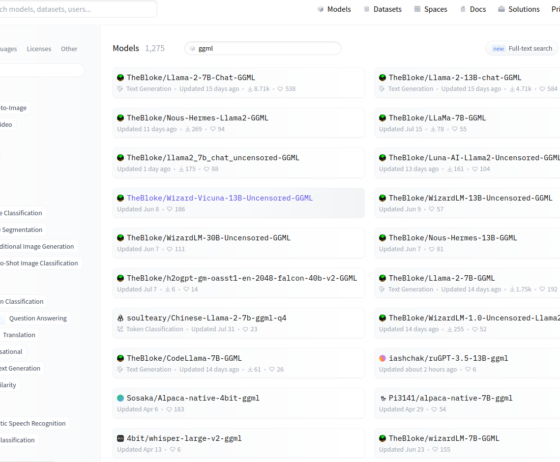 ch models, datasets, users...
Models
Datasets
Spaces
Docs
Solutions
Pri
uages
Licenses
Other
Models 1,275
ggml
new Full-text search
to-Image
ideo
e Classification
e Segmentation
ditional Image Generation
o-Shot Image Classification
n Classification
Question Answering
Translation
sational
ext Generation
ilarity
tic Speech Recognition
lassification
TheBloke/Llama-2-7B-Chat-GGML
Text Generation • Updated 15 days ago • 8.71k • 538
TheBloke/Llama-2-13B-chat-GGML
Text Generation • Updated 15 days ago • 4.71k • 584
TheBloke/Nous-Hermes-Llama2-GGML
Updated 11 days ago • 269 • 94
TheBloke/LLaMa-7B-GGML
Updated Jul 15 • 78 • 55
TheBloke/llama2_7b_chat_uncensored-GGML
Updated 1 day ago • 175 • 88
TheBloke/Luna-AI-Llama2-Uncensored-GGML
Updated 13 days ago • 161 • 104
TheBloke/Wizard-Vicuna-13B-Uncensored-GGML
Updated Jun 8 • 186
TheBloke/WizardLM-13B-Uncensored-GGML
Updated Jun 9 • 57
TheBloke/WizardLM-30B-Uncensored-GGML
Updated Jun 7 • 111
TheBloke/Nous-Hermes-13B-GGML
Updated Jun 7 • 81
TheBloke/h2ogpt-gm-oasst1-en-2048-falcon-40b-v2-GGML
Updated Jul 7 • 6 • 14
TheBloke/Llama-2-7B-GGML
Text Generation • Updated 14 days ago • 1.75k • 192
soulteary/Chinese-Llama-2-7b-ggml-q4
Token Classification • Updated Jul 31 • 23
TheBloke/WizardLM-1.0-Uncensored-Llama2
Updated 14 days ago • 255 • 52
TheBloke/CodeLlama-7B-GGML
Text Generation • Updated 14 days ago • 61 • 26
iashchak/ruGPT-3.5-13B-ggml
Updated about 2 hours ago • 6
Sosaka/Alpaca-native-4bit-ggml
Updated Apr 6 • 183
Pi3141/alpaca-native-7B-ggml
Updated Apr 29 • 54
4bit/whisper-large-v2-ggml
Updated Apr 13 • 6
TheBloke/wizardLM-7B-GGML
Updated Jun 23 • 155